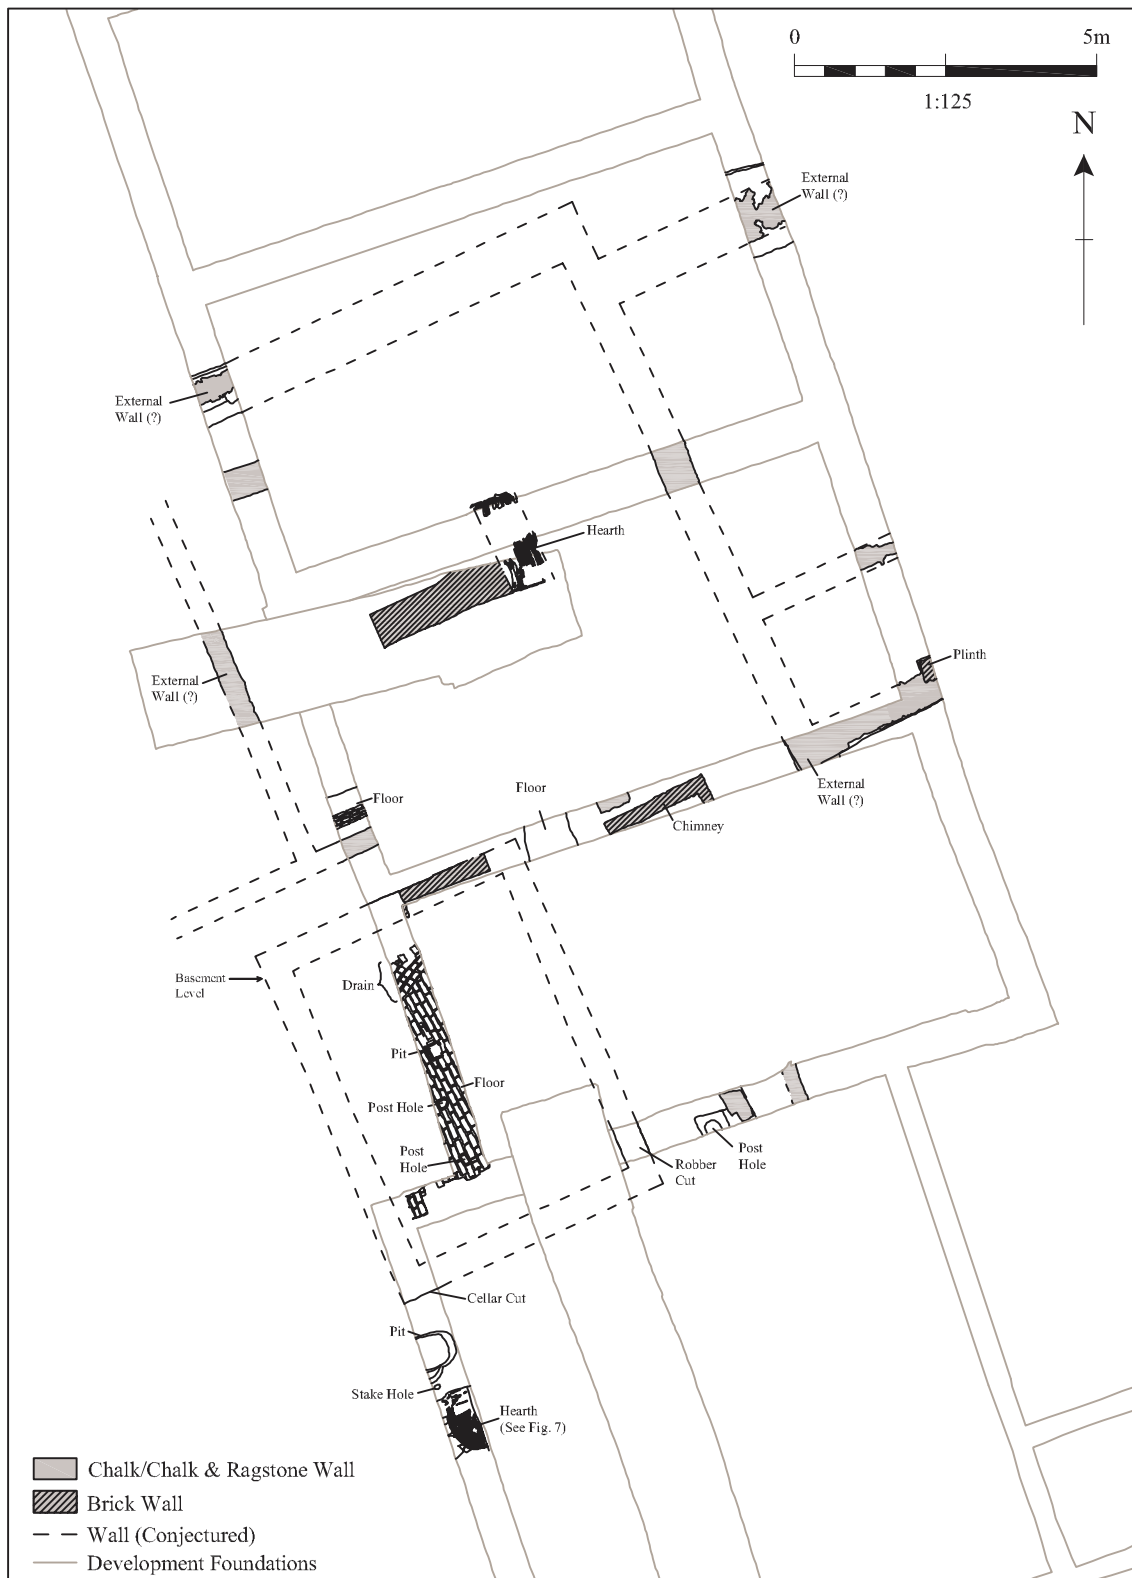 0 5m
1:125
N
External
Wall (?)
External
Wall (?)
Hearth
External
Wall (?)
Plinth
Floor
Floor
External
Wall (?)
Chimney
Basement
Level
Drain
Pit
Floor
Post Hole
Post
Hole
Post
Hole
Robber
Cut
Cellar Cut
Pit
Stake Hole
Hearth
(See Fig. 7)
Chalk/Chalk & Ragstone Wall
Brick Wall
Wall (Conjectured)
Development Foundations